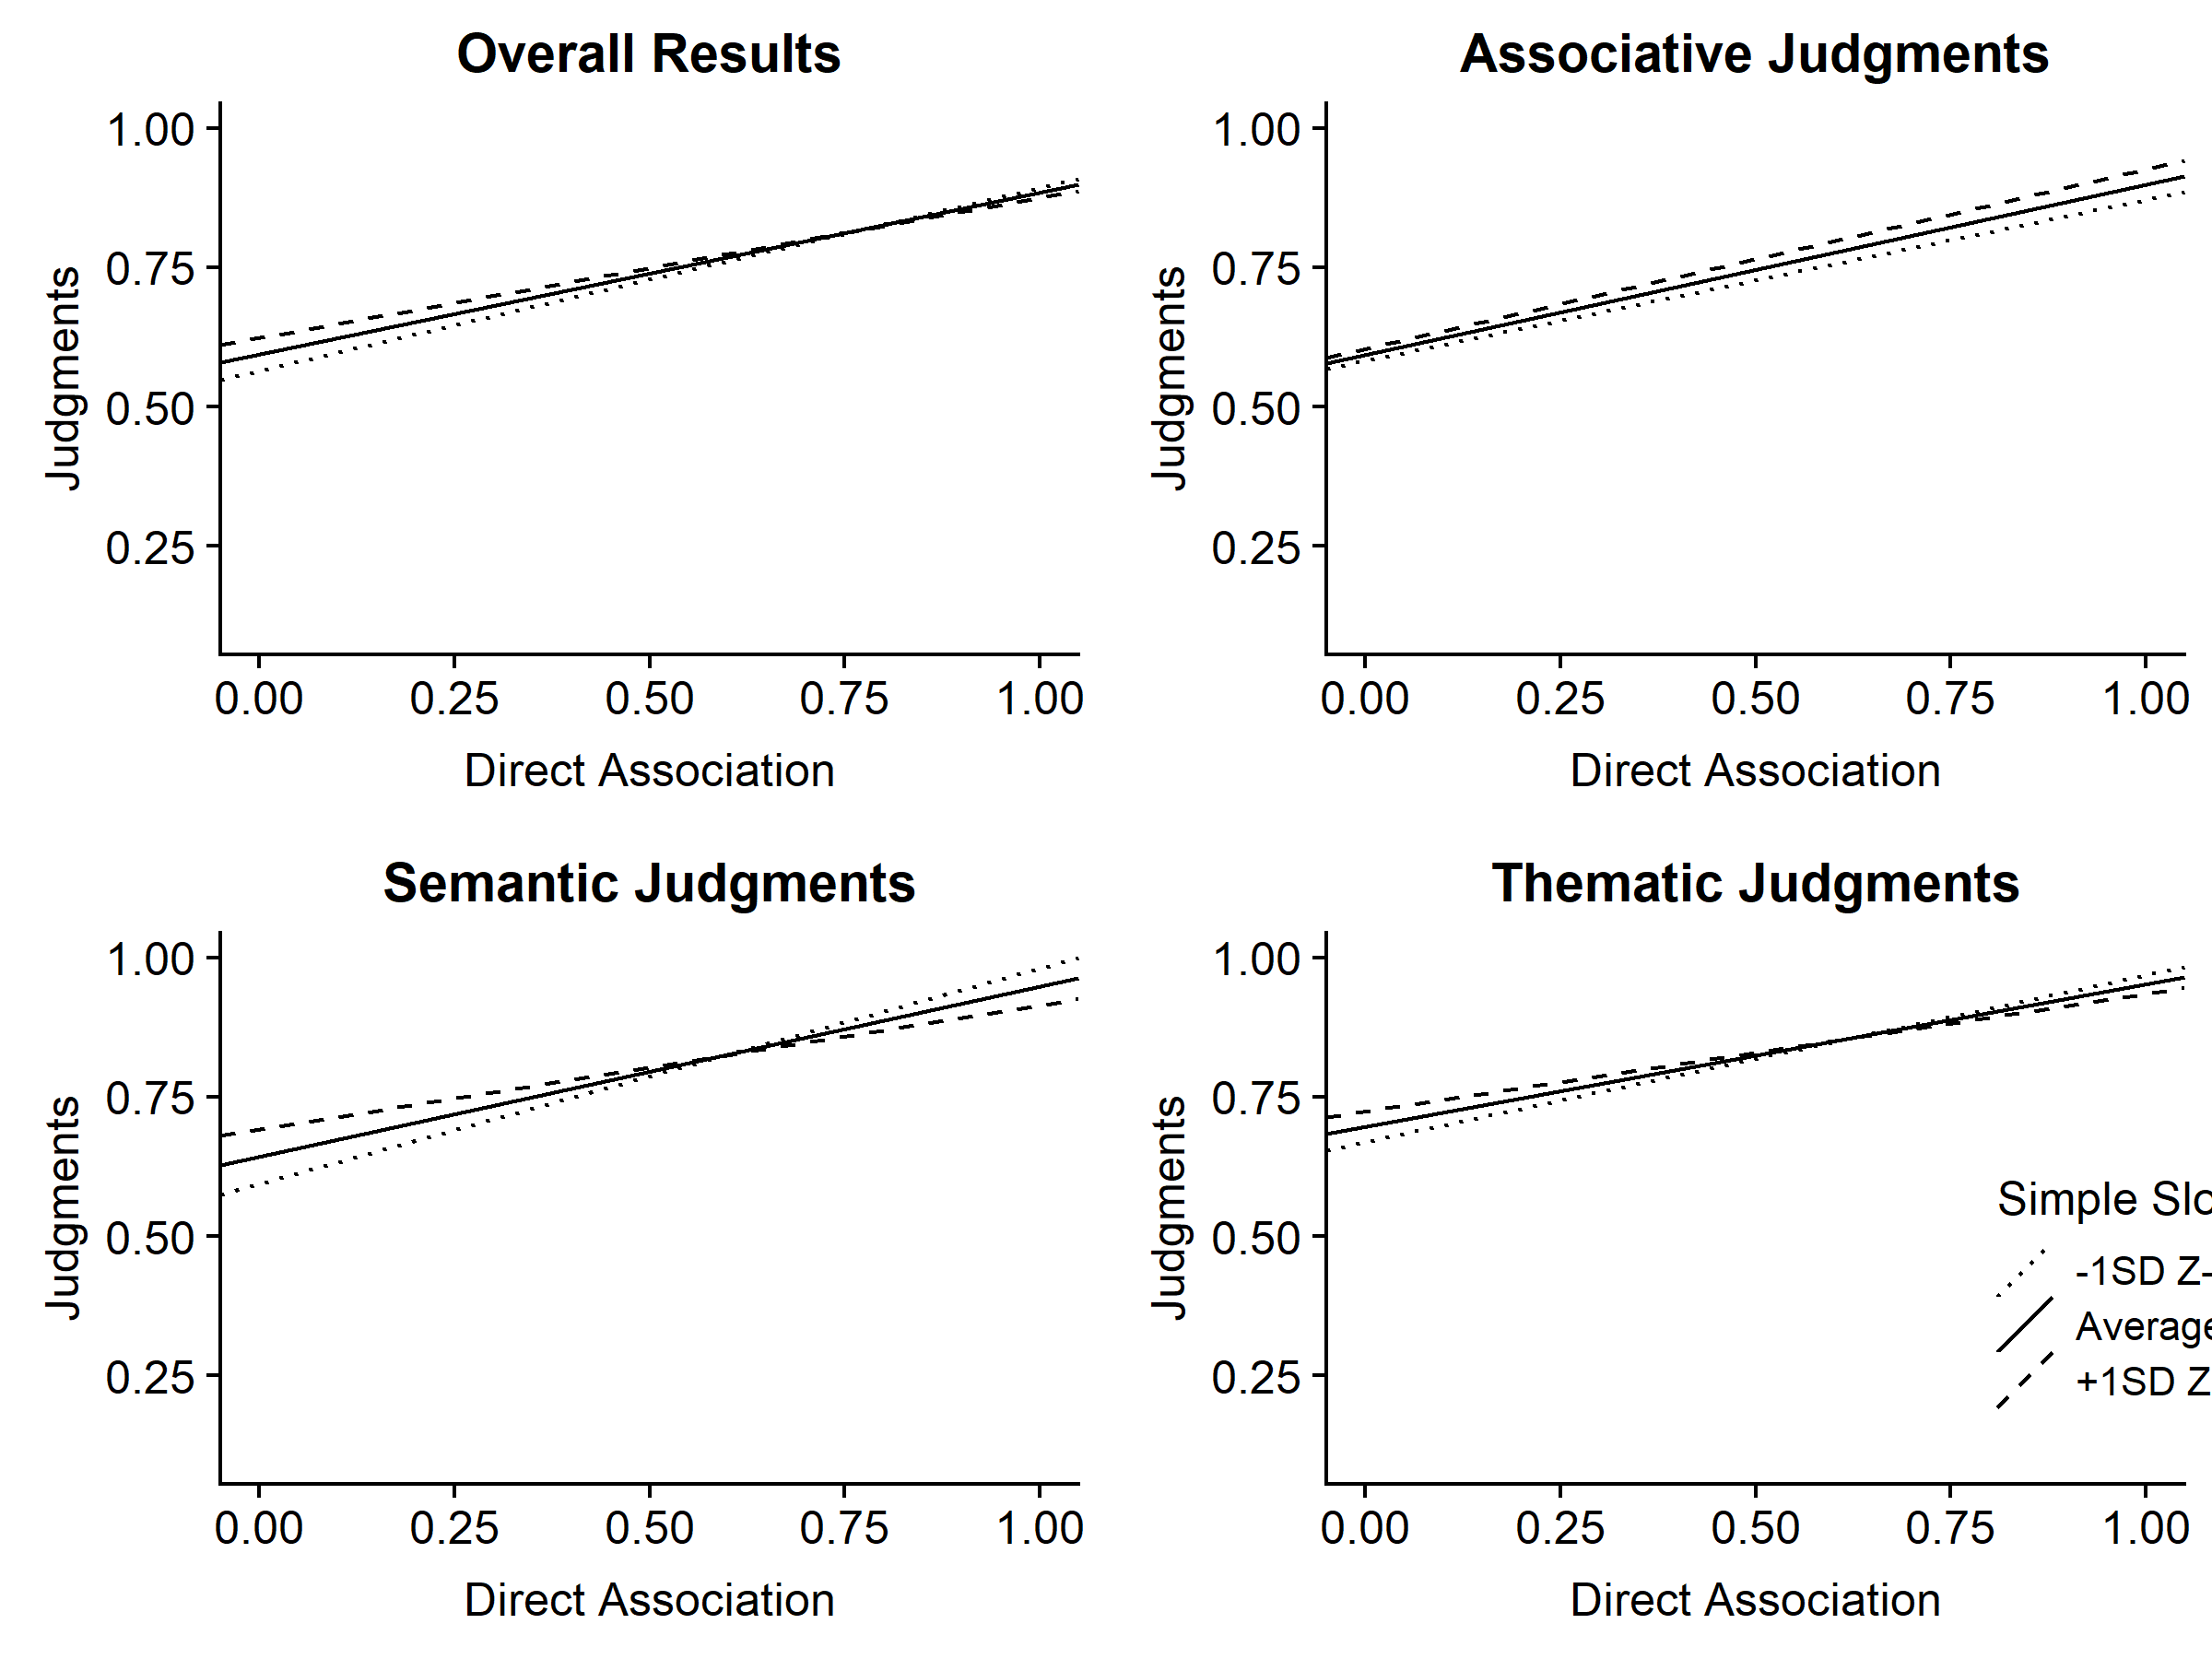 Overall Results
1.00
0.75
0.50
0.25
Judgments
0.00 0.25 0.50 0.75 1.00
Direct Association
Associative Judgments
1.00
0.75
0.50
0.25
Judgments
0.00 0.25 0.50 0.75 1.00
Direct Association
Semantic Judgments
1.00
0.75
0.50
0.25
Judgments
0.00 0.25 0.50 0.75 1.00
Direct Association
Thematic Judgments
1.00
0.75
0.50
0.25
Judgments
0.00 0.25 0.50 0.75 1.00
Direct Association
Simple Slo
-1SD Z-
Average
+1SD Z